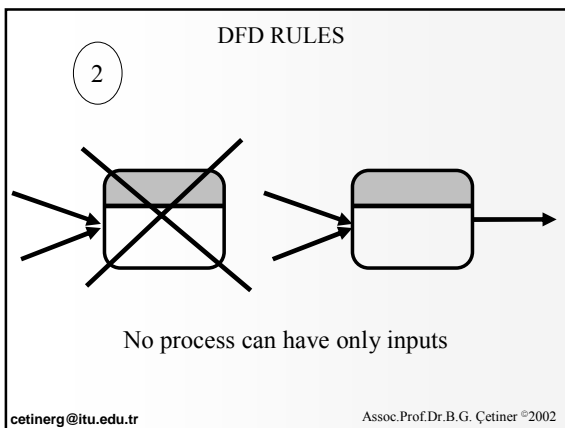 DFD RULES
2
No process can have only inputs
cetinerg@itu.edu.tr
Assoc.Prof.Dr.B.G. Çetiner ©2002